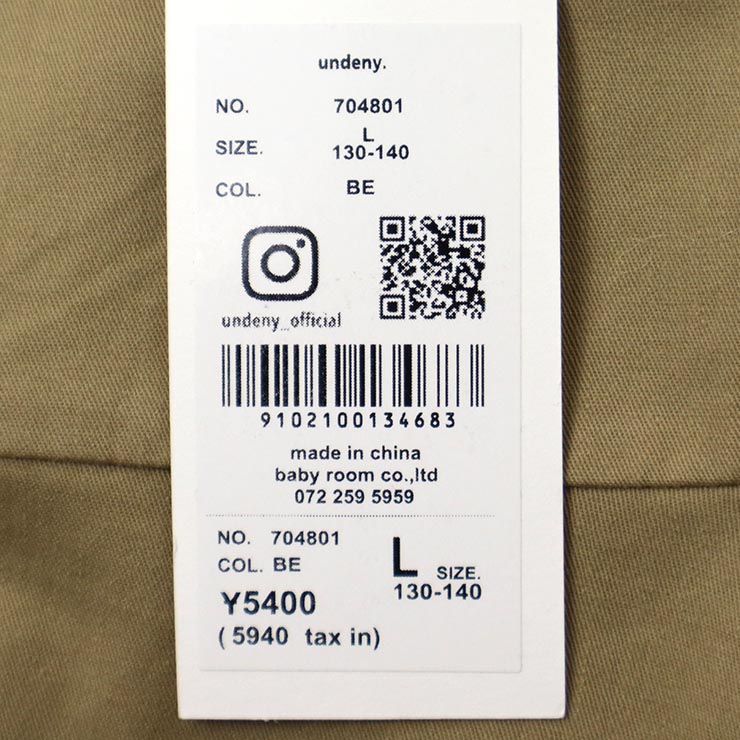 undeny.
NO. 704801
SIZE. L
130-140
COL. BE
undeny_official
9102100134683
made in china
baby room co.,ltd
072 259 5959
NO. 704801
COL. BE
L SIZE.
130-140
¥5400
( 5940 tax in)